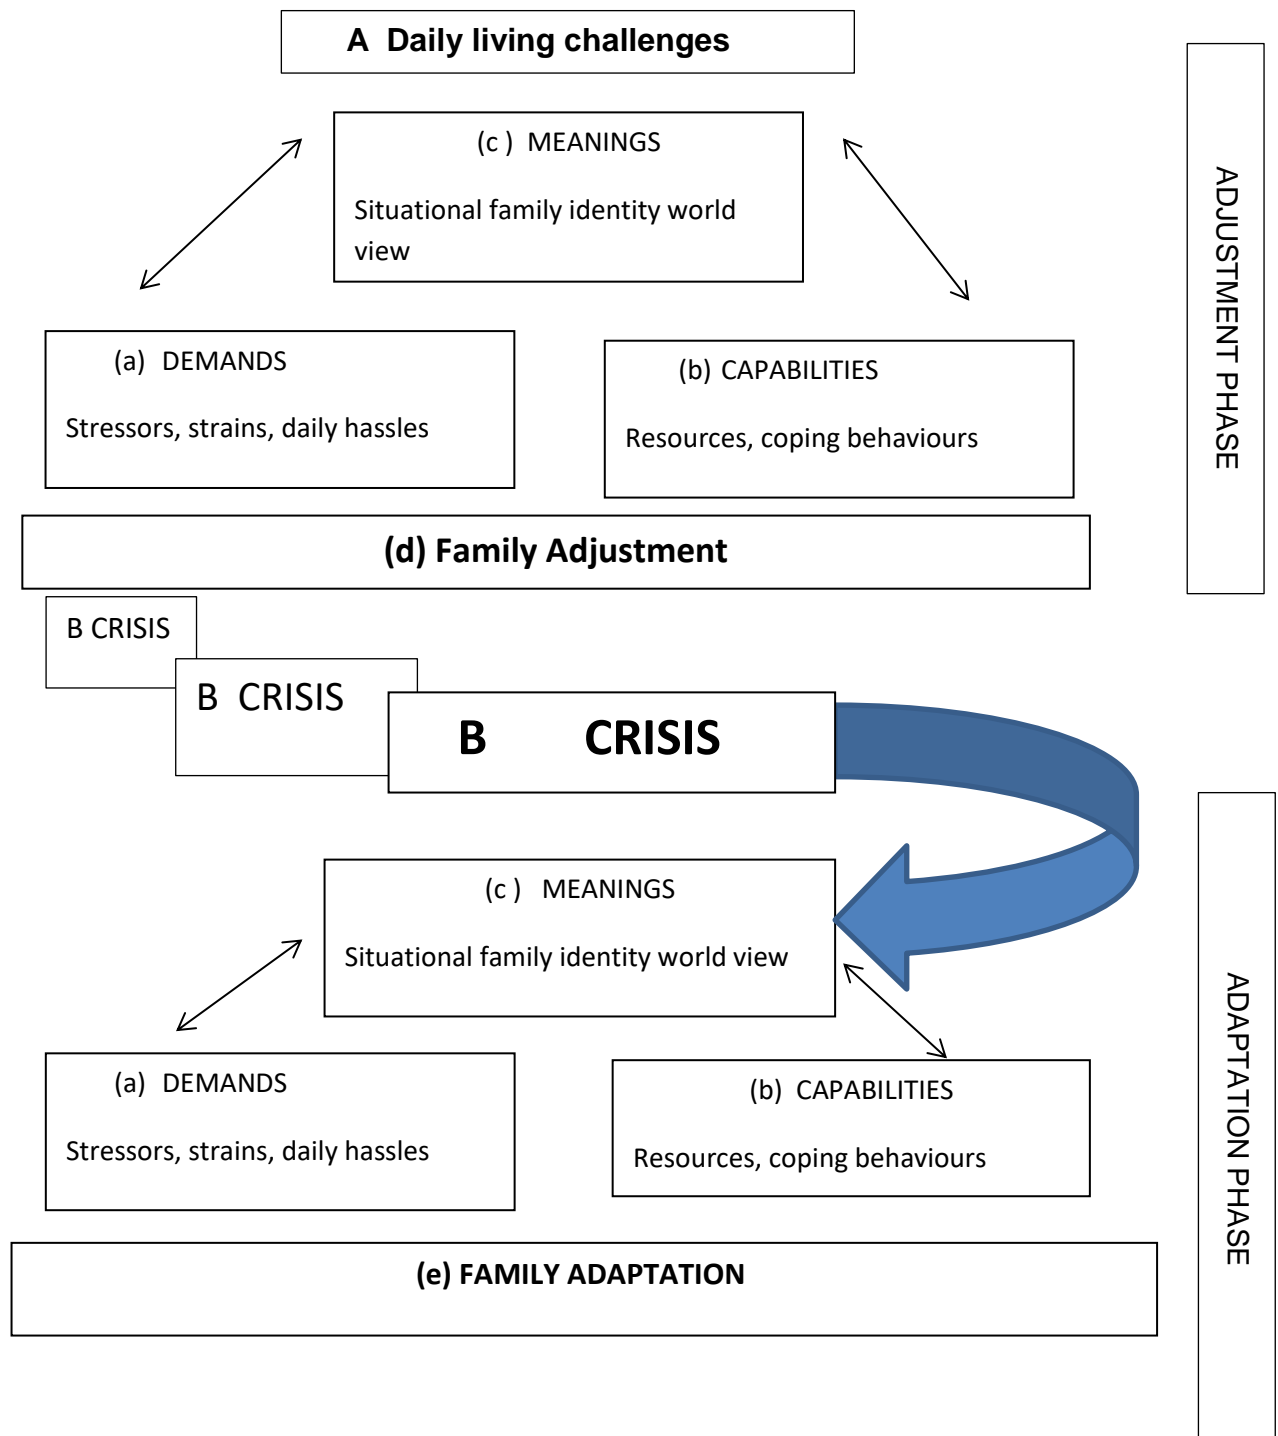 A Daily living challenges
(c ) MEANINGS
Situational family identity world
view
(a) DEMANDS
Stressors, strains, daily hassles
(b) CAPABILITIES
Resources, coping behaviours
ADJUSTMENT PHASE
(d) Family Adjustment
B CRISIS
B CRISIS
B CRISIS
(c ) MEANINGS
Situational family identity world view
(a) DEMANDS
Stressors, strains, daily hassles
(b) CAPABILITIES
Resources, coping behaviours
ADAPTATION PHASE
(e) FAMILY ADAPTATION